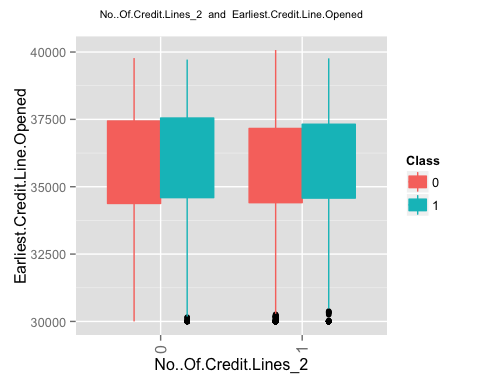 No..Of.Credit.Lines_2 and Earliest.Credit.Line.Opened
40000
37500
35000
32500
30000
Earliest.Credit.Line.Opened
0
1
No..Of.Credit.Lines_2
Class
0
1